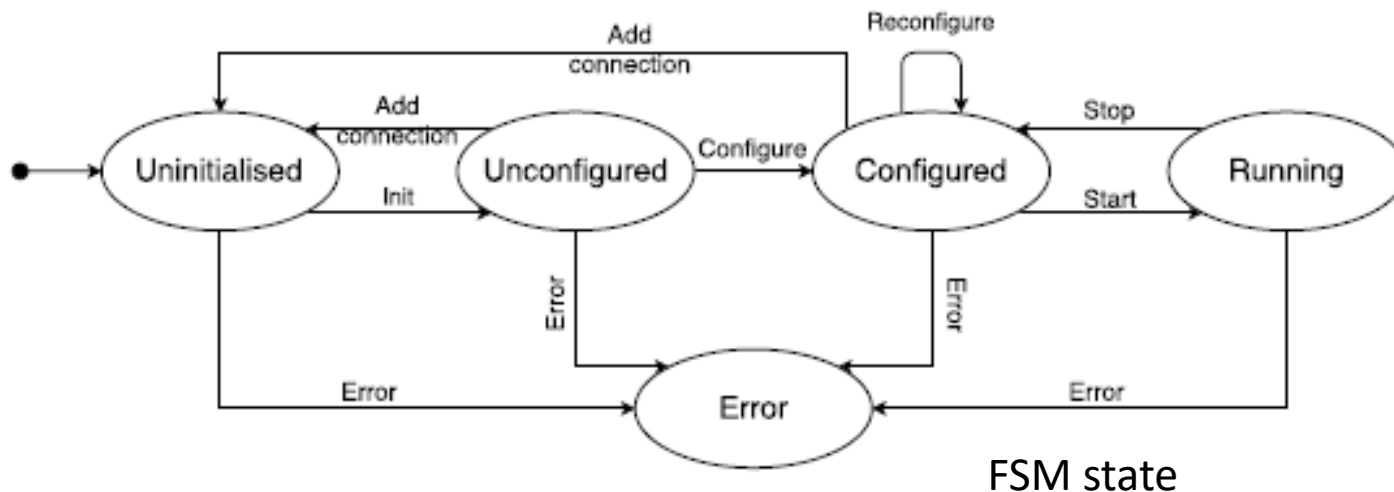 Reconfigure
Add
connection
Add
connection
Stop
Configure
Uninitialised
Unconfigured
Configured
Running
Init
Start
Error
Error
Error
Error
Error
FSM state